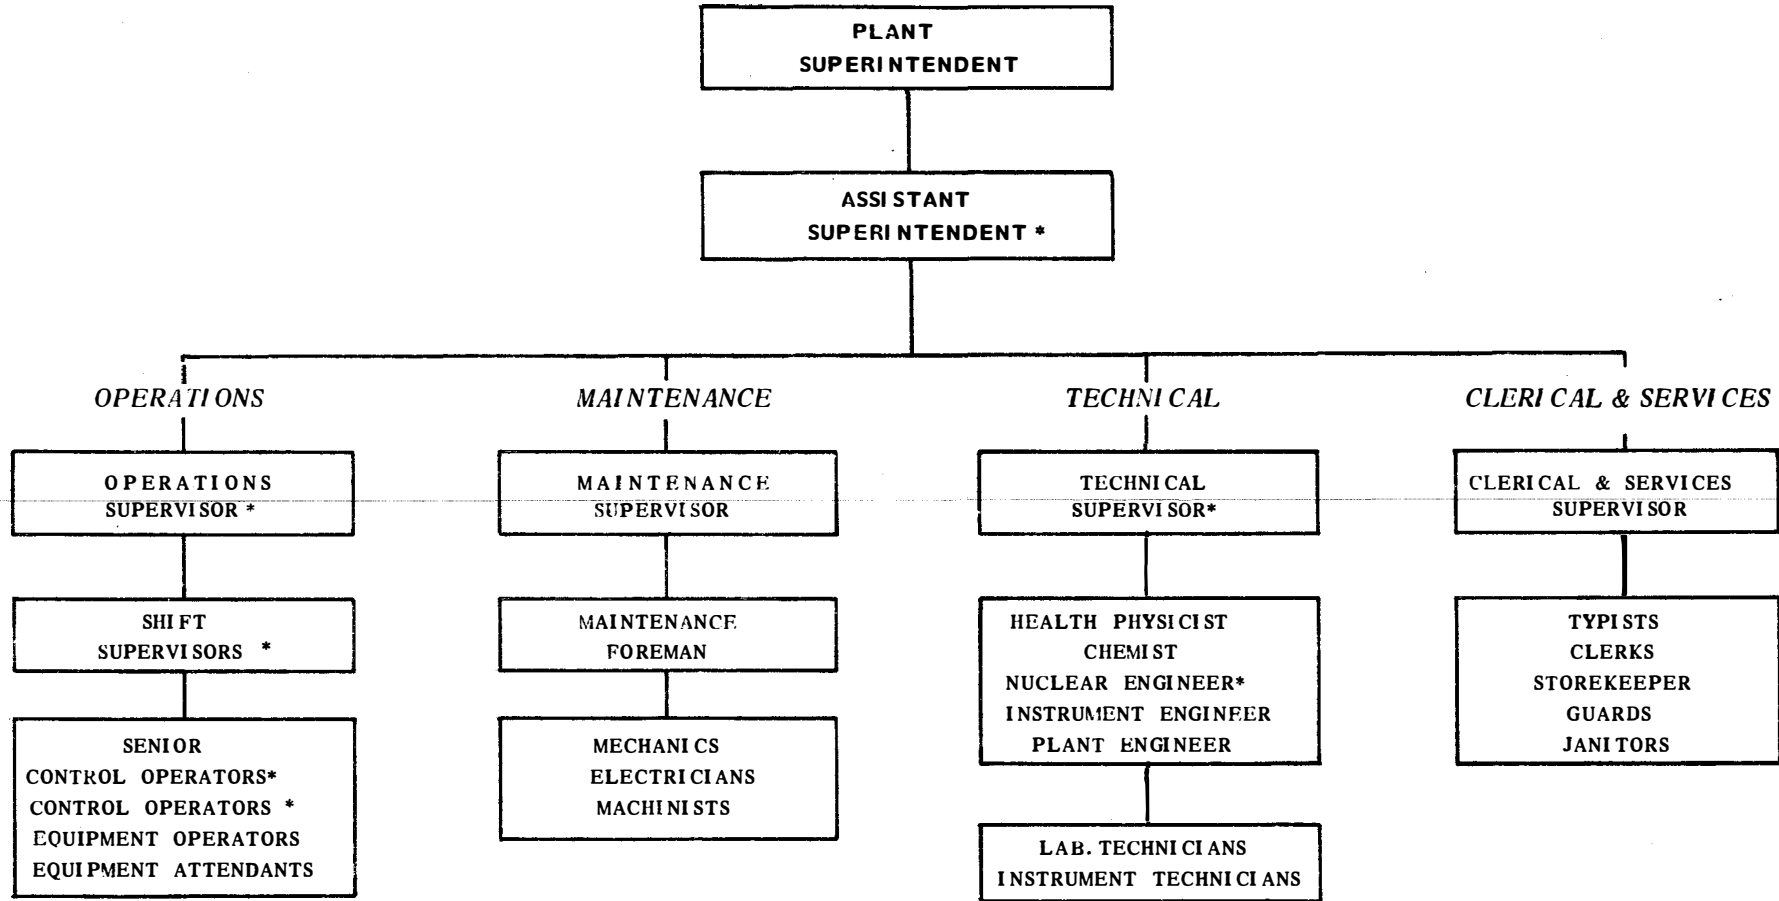 PLANT
SUPERINTENDENT
ASSISTANT
SUPERINTENDENT *
OPERATIONS
MAINTENANCE
TECHNICAL
CLERICAL & SERVICES
OPERATIONS
SUPERVISOR *
MAINTENANCE
SUPERVISOR
TECHNICAL
SUPERVISOR*
CLERICAL & SERVICES
SUPERVISOR
SHIFT
SUPERVISORS *
MAINTENANCE
FOREMAN
HEALTH PHYSICIST
CHEMIST
NUCLEAR ENGINEER*
INSTRUMENT ENGINEER
PLANT ENGINEER
TYPISTS
CLERKS
STOREKEEPER
GUARDS
JANITORS
SENIOR
CONTROL OPERATORS*
CONTROL OPERATORS *
EQUIPMENT OPERATORS
EQUIPMENT ATTENDANTS
MECHANICS
ELECTRICIANS
MACHINISTS
LAB. TECHNICIANS
INSTRUMENT TECHNICIANS